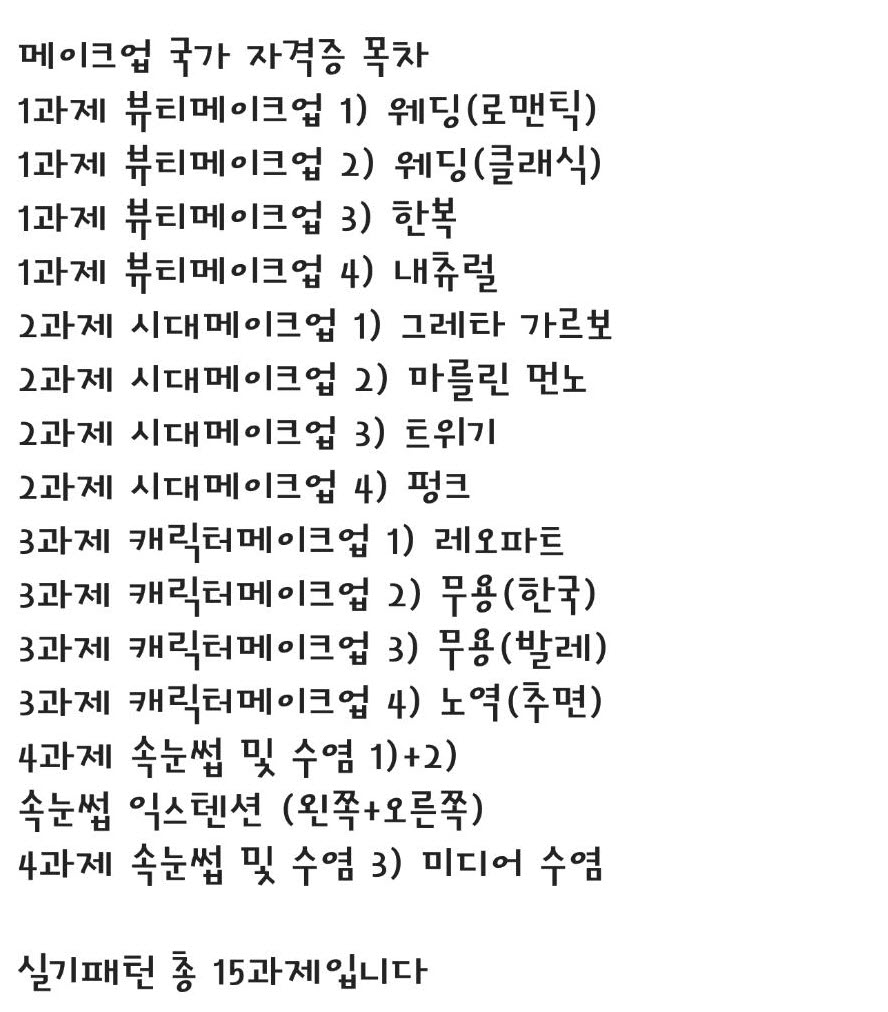 메이크업 국가 자격증 목차
1과제 뷰티메이크업 1) 웨딩(로맨틱)
1과제 뷰티메이크업 2) 웨딩(클래식)
1과제 뷰티메이크업 3) 한복
1과제 뷰티메이크업 4) 내츄럴
2과제 시대메이크업 1) 그레타 가르보
2과제 시대메이크업 2) 마를린 먼노
2과제 시대메이크업 3) 트위기
2과제 시대메이크업 4) 펑크
3과제 캐릭터메이크업 1) 레오파트
3과제 캐릭터메이크업 2) 무용(한국)
3과제 캐릭터메이크업 3) 무용(발레)
3과제 캐릭터메이크업 4) 노역(추면)
4과제 속눈썹 및 수염 1)+2)
속눈썹 익스텐션 (왼쪽+오른쪽)
4과제 속눈썹 및 수염 3) 미디어 수염
실기패턴 총 15과제입니다